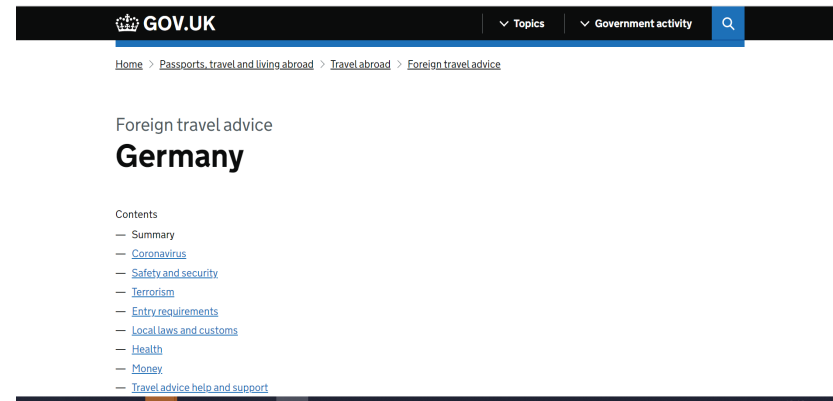 GOV.UK Topics Government activity
Home > Passports, travel and living abroad > Travel abroad > Foreign travel advice
Foreign travel advice
Germany
Contents
— Summary
— Coronavirus
— Safety and security
— Terrorism
— Entry requirements
— Local laws and customs
— Health
— Money
— Travel advice help and support